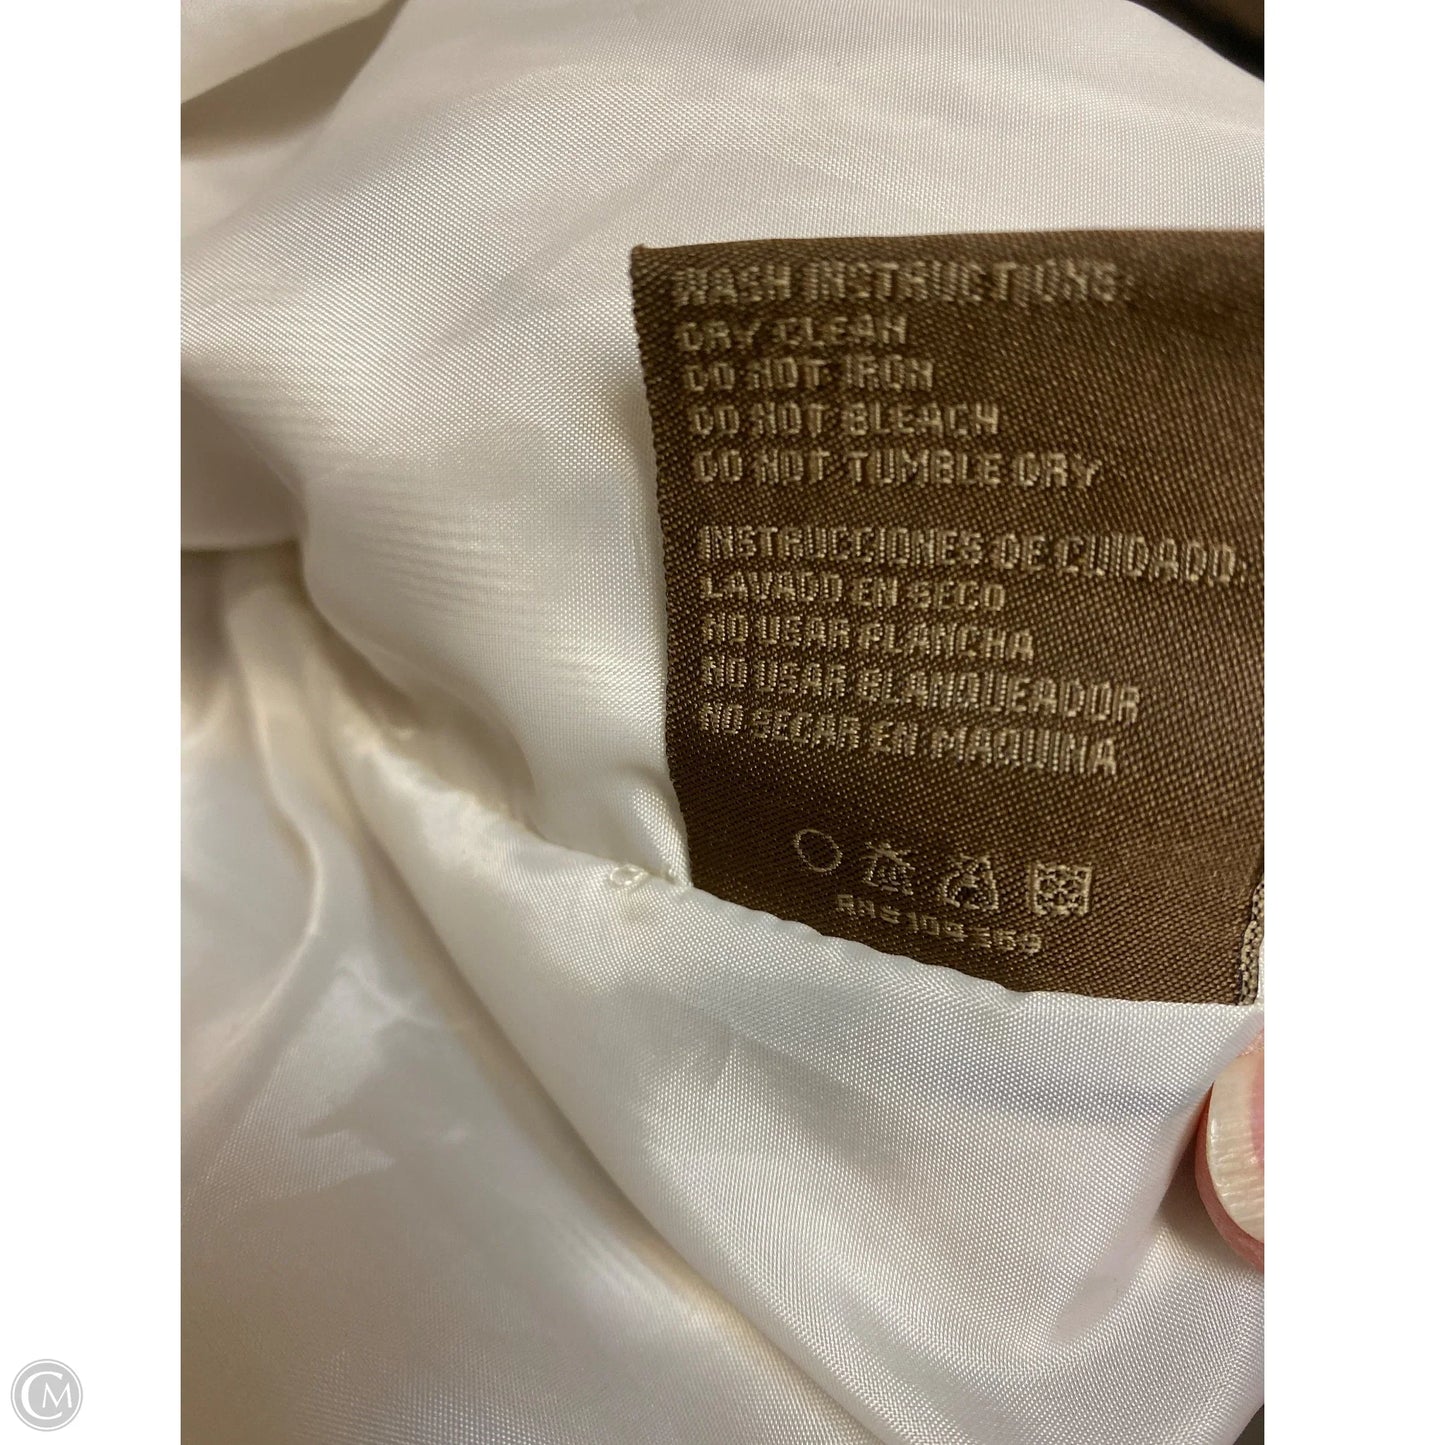 WASH INSTRUCTIONS:
DRY CLEAN
DO NOT IRON
DO NOT BLEACH
DO NOT TUMBLE DRY
INSTRUCCIONES DE CUIDADO:
LAVADO EN SECO
NO USAR PLANCHA
NO USAR BLANQUEADOR
NO SECAR EN MAQUINA
CM